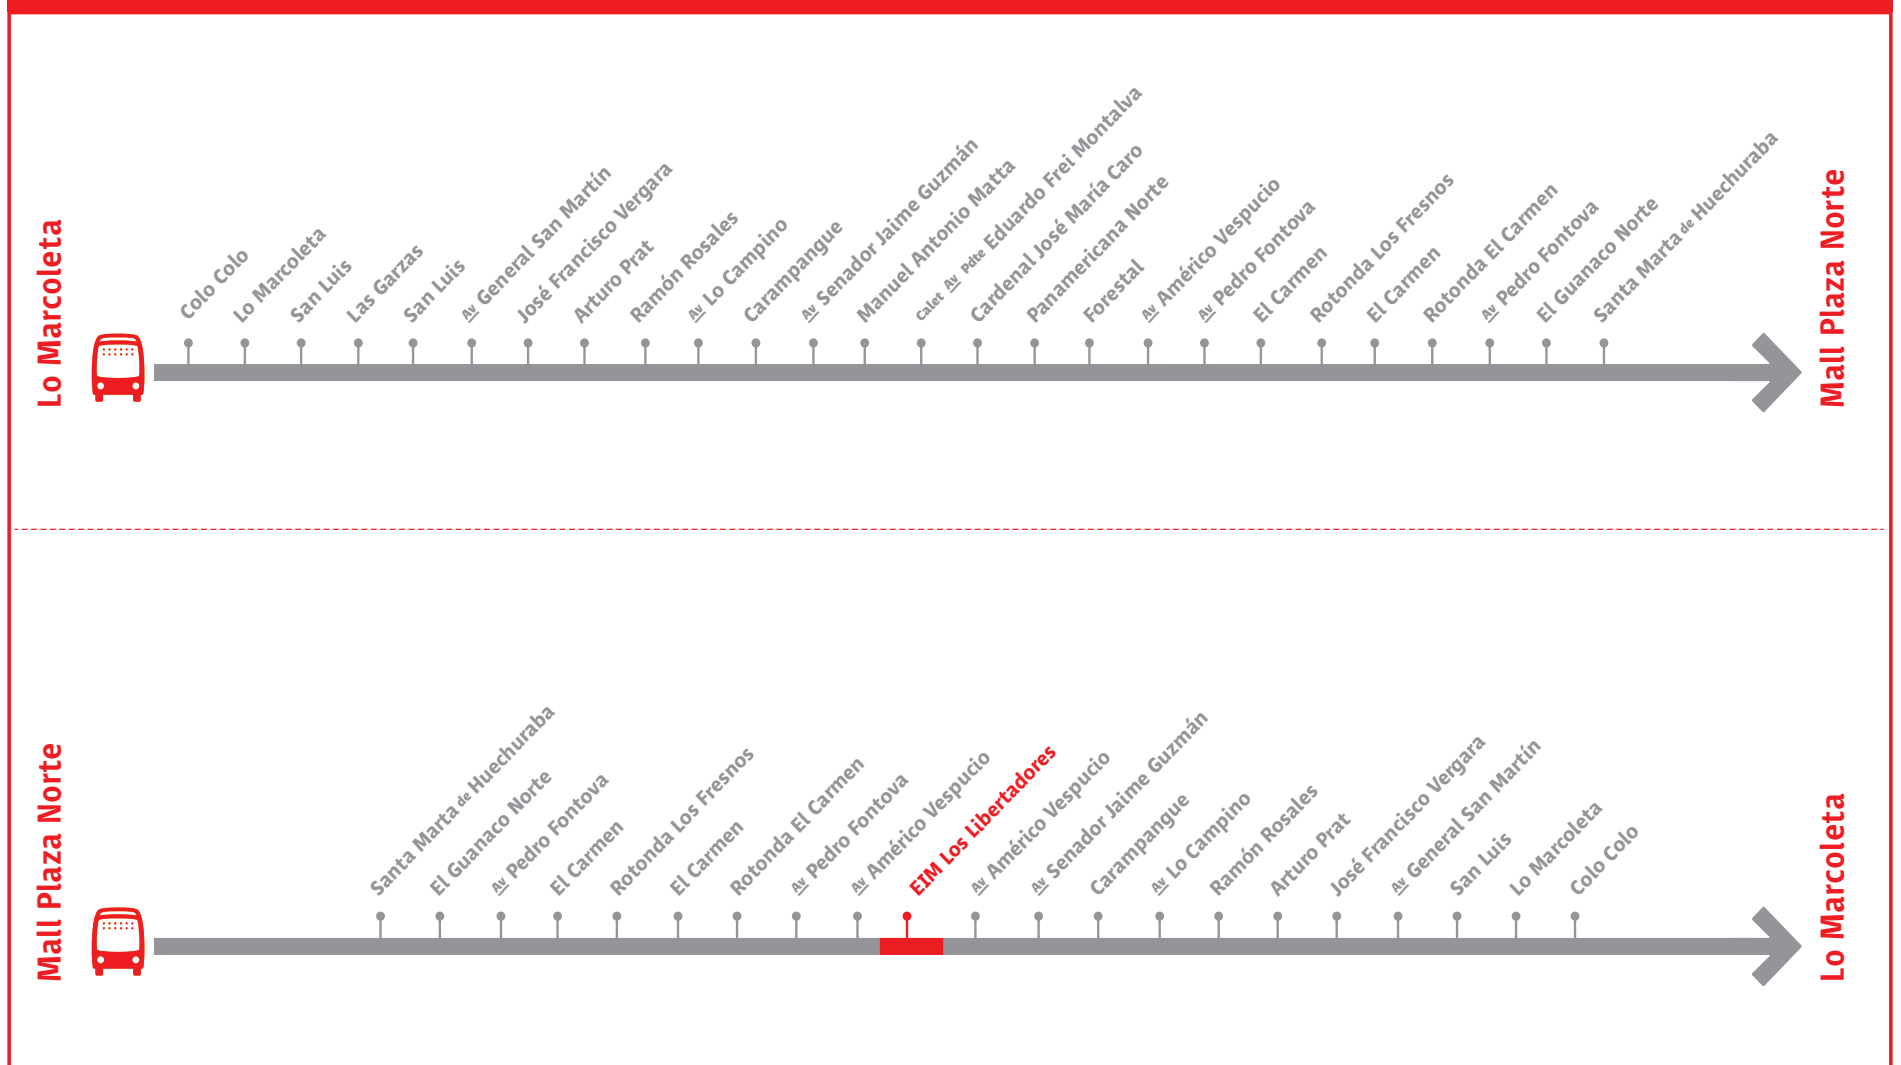 Lo Marcoleta
Colo Colo
Lo Marcoleta
San Luis
Las Garzas
San Luis
Av General San Martín
José Francisco Vergara
Arturo Prat
Ramón Rosales
Av Lo Campino
Carampangue
Av Senador Jaime Guzmán
Manuel Antonio Matta
Calet Av Pdte Eduardo Frei Montalva
Cardenal José María Caro
Panamericana Norte
Forestal
Av Américo Vespucio
Av Pedro Fontova
El Carmen
Rotonda Los Fresnos
El Carmen
Rotonda El Carmen
Av Pedro Fontova
El Guanaco Norte
Santa Marta de Huechuraba
Mall Plaza Norte
Mall Plaza Norte
Santa Marta de Huechuraba
El Guanaco Norte
Av Pedro Fontova
El Carmen
Rotonda Los Fresnos
El Carmen
Rotonda El Carmen
Av Pedro Fontova
Av Américo Vespucio
EIM Los Libertadores
Av Américo Vespucio
Av Senador Jaime Guzmán
Carampangue
Av Lo Campino
Ramón Rosales
Arturo Prat
José Francisco Vergara
Av General San Martín
San Luis
Lo Marcoleta
Colo Colo
Lo Marcoleta